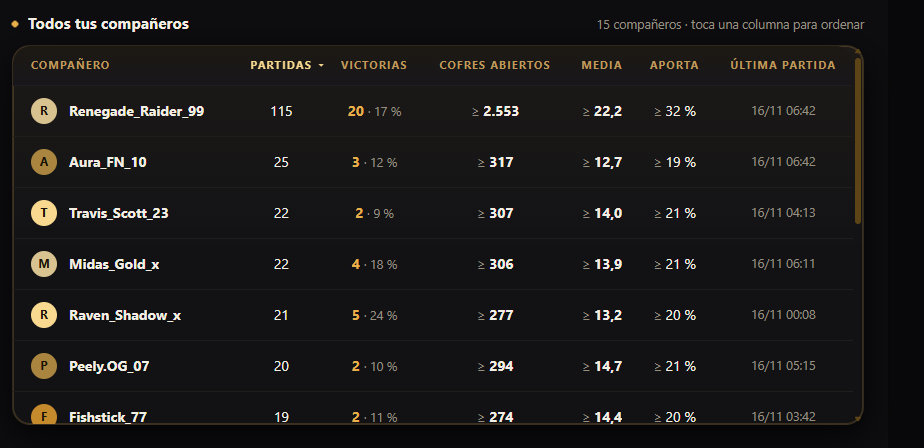 Todos tus compañeros
15 compañeros · toca una columna para ordenar
COMPAÑERO PARTIDAS VICTORIAS COFRES ABIERTOS MEDIA APORTA ÚLTIMA PARTIDA
R Renegade_Raider_99 115 20 · 17 % ≥ 2.553 ≥ 22,2 ≥ 32 % 16/11 06:42
A Aura_FN_10 25 3 · 12 % ≥ 317 ≥ 12,7 ≥ 19 % 16/11 06:42
T Travis_Scott_23 22 2 · 9 % ≥ 307 ≥ 14,0 ≥ 21 % 16/11 04:13
M Midas_Gold_x 22 4 · 18 % ≥ 306 ≥ 13,9 ≥ 21 % 16/11 06:11
R Raven_Shadow_x 21 5 · 24 % ≥ 277 ≥ 13,2 ≥ 20 % 16/11 00:08
P Peely.OG_07 20 2 · 10 % ≥ 294 ≥ 14,7 ≥ 21 % 16/11 05:15
F Fishstick_77 19 2 · 11 % ≥ 274 ≥ 14,4 ≥ 20 % 16/11 03:42